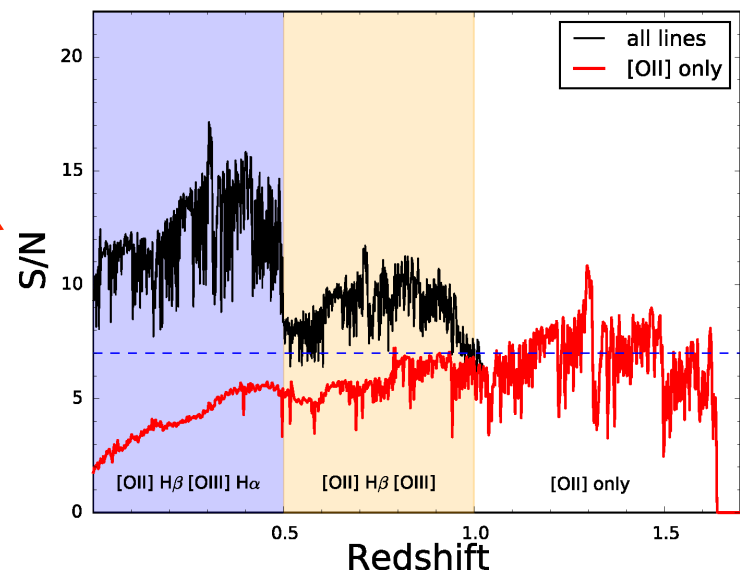 20
15
10
5
0
S/N
all lines
[OII] only
[OII] Hβ [OIII] Hα
[OII] Hβ [OIII]
[OII] only
0.5
1.0
1.5
Redshift